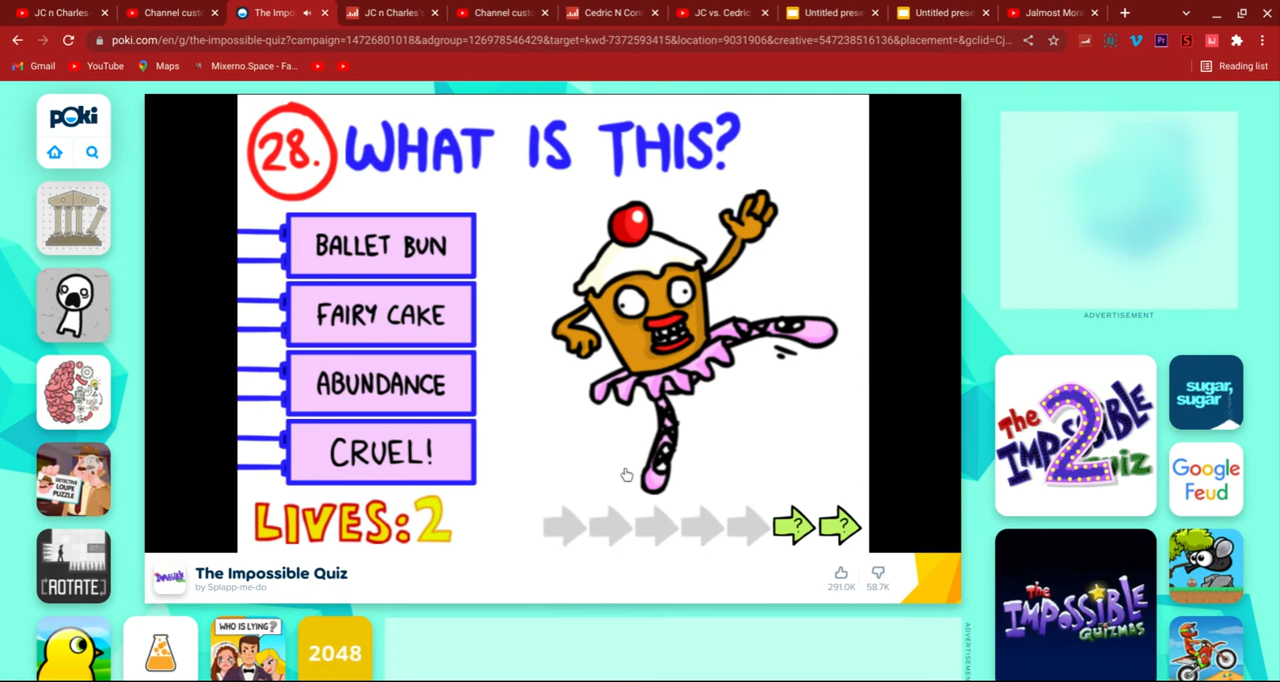 JC n Charles
Channel cust
The Impo
JC n Charles'
Channel cust
Cedric N Con
JC vs. Cedric
Untitled prese
Untitled prese
Jalmost Mora
poki.com/en/g/the-impossible-quiz?campaign=14726801018&adgroup=126978546429&target=kwd-7372593415&location=9031906&creative=547238516136&placement=&gclid=Cj...
Gmail
YouTube
Maps
Mixerno.Space - Fa...
Reading list
poki
28. WHAT IS THIS?
BALLET BUN
FAIRY CAKE
ABUNDANCE
CRUEL!
LIVES:2
? ?
The Impossible Quiz
by Splapp-me-do
291.0K
58.7K
ADVERTISEMENT
The IMPOSSIBLE Quiz 2
sugar, sugar
Google Feud
The IMPOSSIBLE QUIZMAS
DETECTIVE LOUPE PUZZLE
[ROTATE]
WHO IS LYING?
2048
ADVERTISEMEN